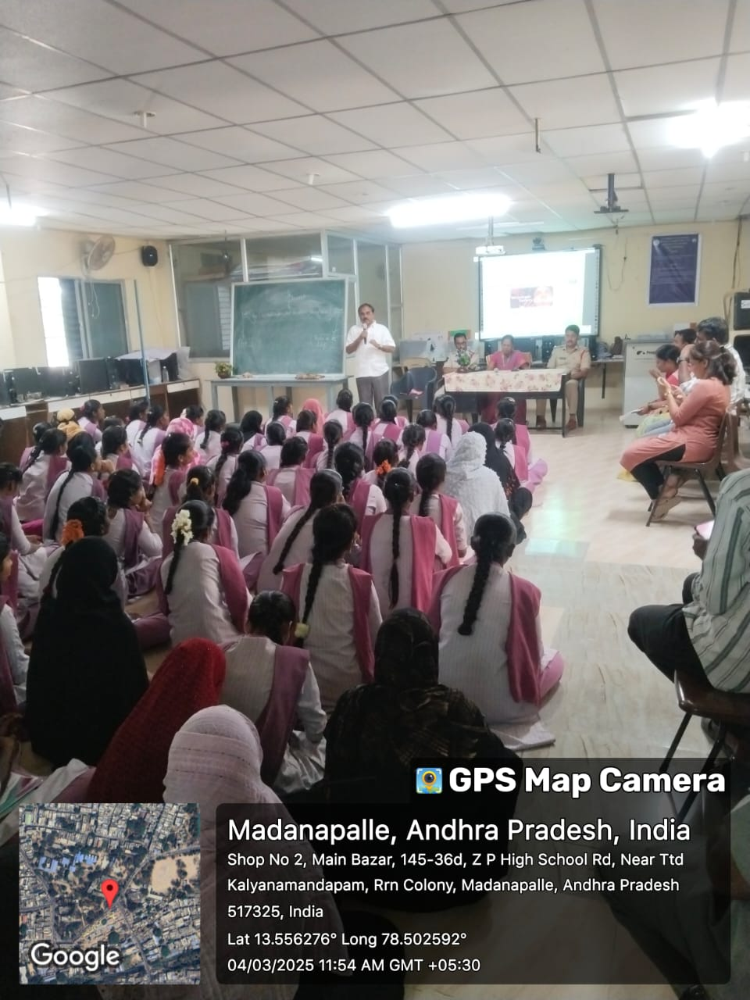 GPS Map Camera
Madanapalle, Andhra Pradesh, India
Shop No 2, Main Bazar, 145-36d, Z P High School Rd, Near Ttd
Kalyanamandapam, Rrn Colony, Madanapalle, Andhra Pradesh
517325, India
Lat 13.556276° Long 78.502592°
04/03/2025 11:54 AM GMT +05:30
Google